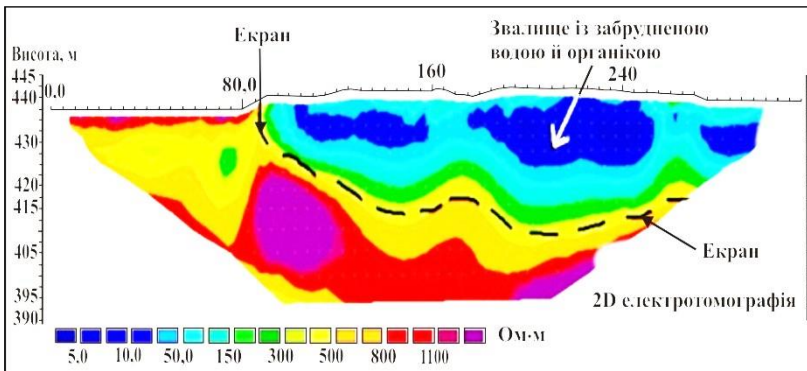 Екран
Звалище із забрудненою
водою й органікою
Висота, м
445
0.0
80.0
160
240
440
430
420
415
405
395
390
Екран
2D електротомографія
Ом·м
5.0 10.0 50,0 150 300 500 800 1100